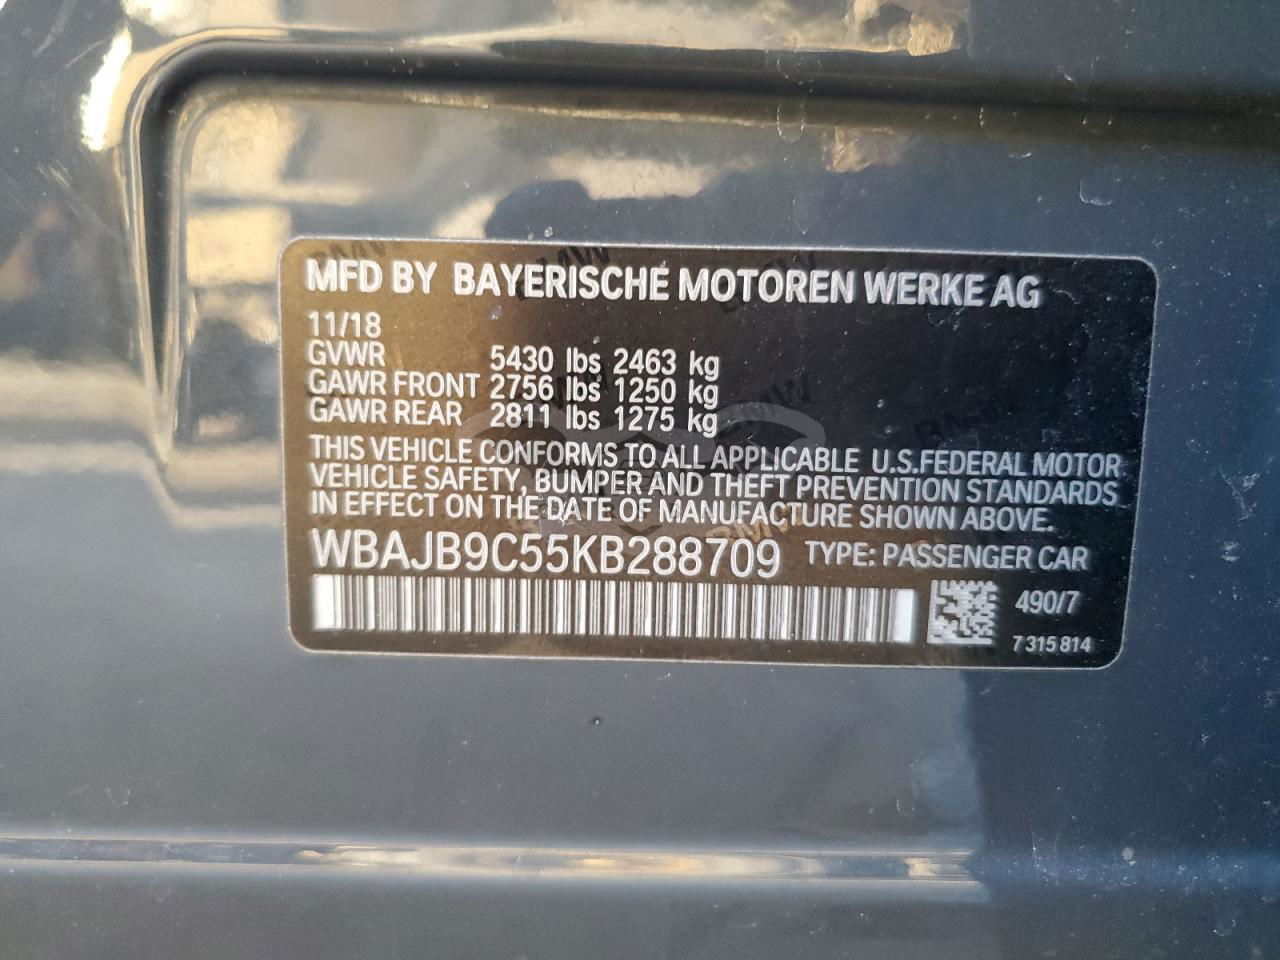 MFD BY BAYERISCHE MOTOREN WERKE AG
11/18
GVWR 5430 lbs 2463 kg
GAWR FRONT 2756 lbs 1250 kg
GAWR REAR 2811 lbs 1275 kg
THIS VEHICLE CONFORMS TO ALL APPLICABLE U.S.FEDERAL MOTOR
VEHICLE SAFETY, BUMPER AND THEFT PREVENTION STANDARDS
IN EFFECT ON THE DATE OF MANUFACTURE SHOWN ABOVE.
WBAJB9C55KB288709 TYPE: PASSENGER CAR
490/7
7 315 814